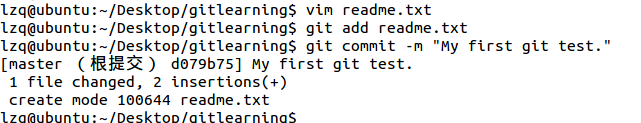 lzq@ubuntu:~/Desktop/gitlearning$ vim readme.txt
lzq@ubuntu:~/Desktop/gitlearning$ git add readme.txt
lzq@ubuntu:~/Desktop/gitlearning$ git commit -m "My first git test."
[master （根提交） d079b75] My first git test.
 1 file changed, 2 insertions(+)
 create mode 100644 readme.txt
lzq@ubuntu:~/Desktop/gitlearning$